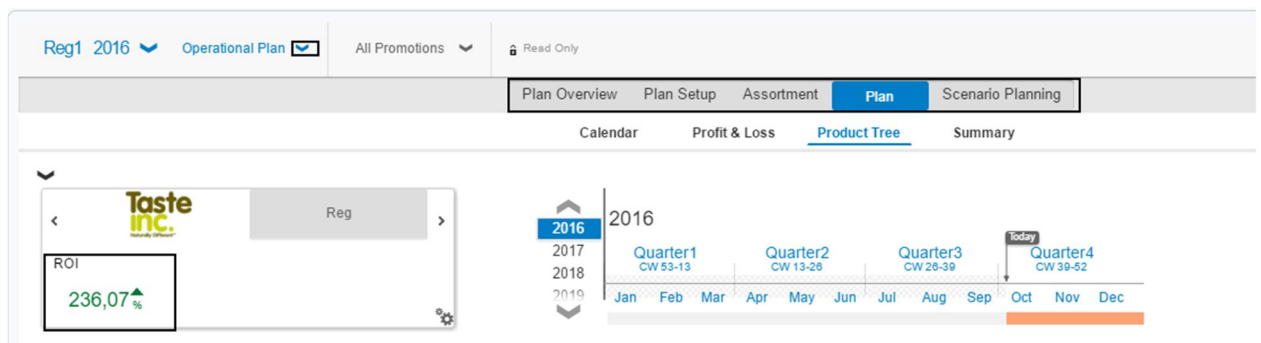 Reg1 2016 Operational Plan All Promotions Read Only
Plan Overview Plan Setup Assortment Plan Scenario Planning
Calendar Profit & Loss Product Tree Summary
Taste
inc.
Naturally Different
Reg
ROI
236,07 %
2016
2017
2018
2019
2016
Today
Quarter1 Quarter2 Quarter3 Quarter4
CW 53-13 CW 13-26 CW 26-39 CW 39-52
Jan Feb Mar Apr May Jun Jul Aug Sep Oct Nov Dec